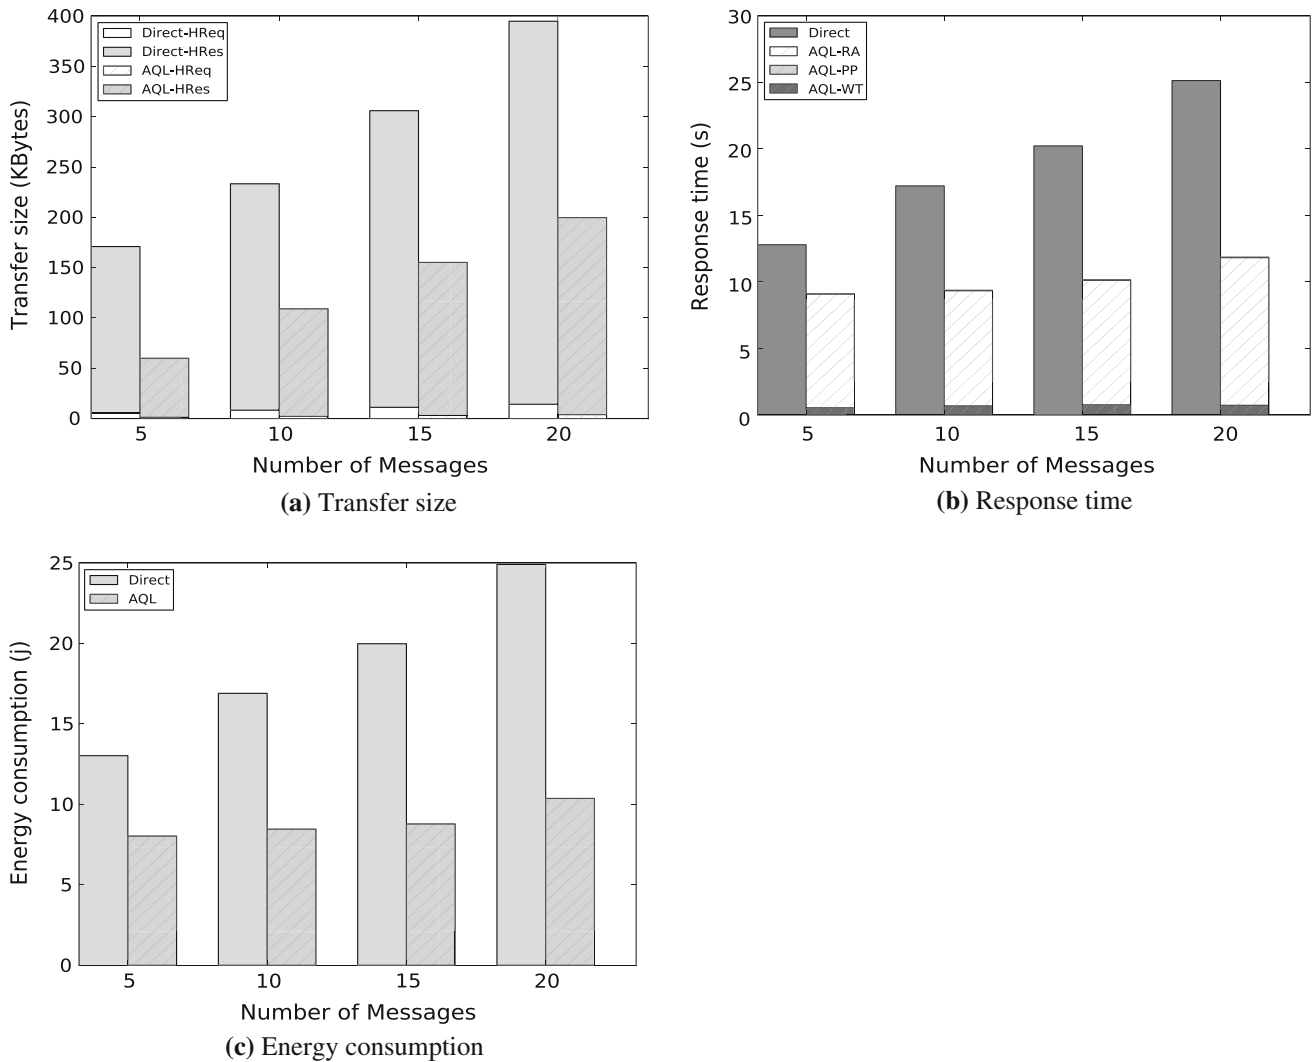 400
350
300
250
200
150
100
50
0
Transfer size (KBytes)
Direct-HReq
Direct-HRes
AQL-HReq
AQL-HRes
5 10 15 20
Number of Messages
(a) Transfer size
30
25
20
15
10
5
0
Response time (s)
Direct
AQL-RA
AQL-PP
AQL-WT
5 10 15 20
Number of Messages
(b) Response time
25
20
15
10
5
0
Energy consumption (j)
Direct
AQL
5 10 15 20
Number of Messages
(c) Energy consumption